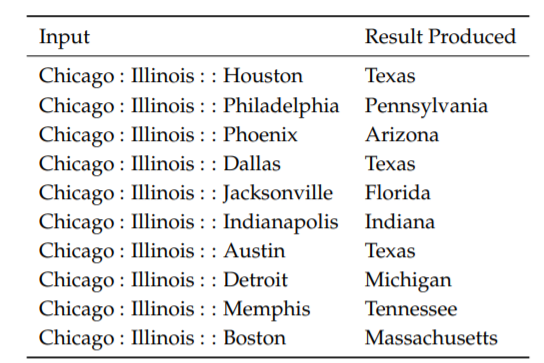 Input Result Produced
Chicago : Illinois : : Houston Texas
Chicago : Illinois : : Philadelphia Pennsylvania
Chicago : Illinois : : Phoenix Arizona
Chicago : Illinois : : Dallas Texas
Chicago : Illinois : : Jacksonville Florida
Chicago : Illinois : : Indianapolis Indiana
Chicago : Illinois : : Austin Texas
Chicago : Illinois : : Detroit Michigan
Chicago : Illinois : : Memphis Tennessee
Chicago : Illinois : : Boston Massachusetts